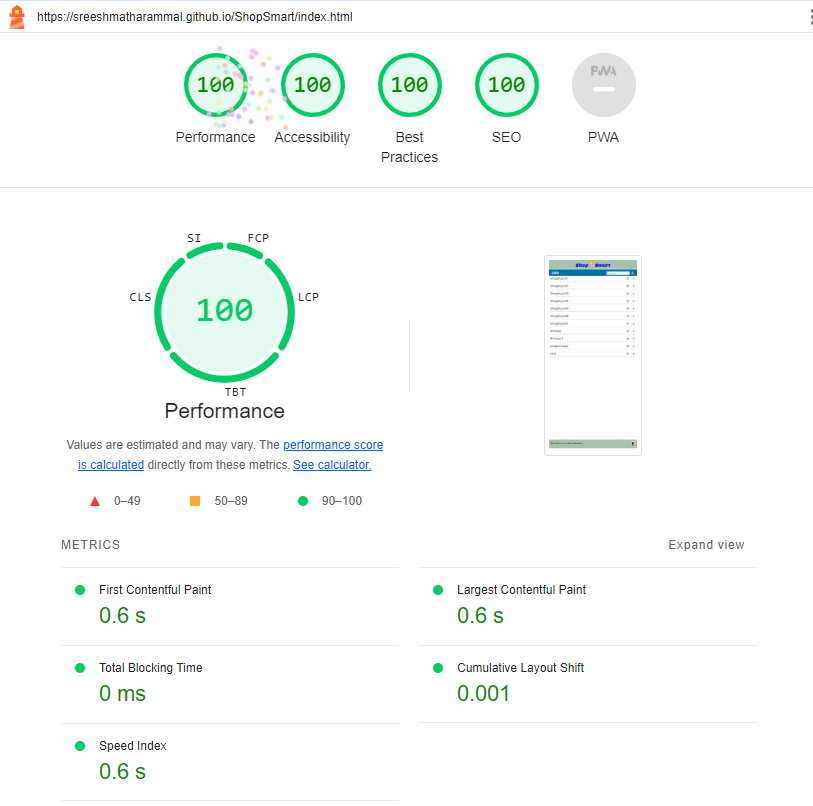 https://sreeshmatharammal.github.io/ShopSmart/index.html
100 100 100 100 PWA
Performance Accessibility Best Practices SEO PWA
SI FCP
CLS LCP
100
TBT
Performance
Values are estimated and may vary. The performance score
is calculated directly from these metrics. See calculator.
0–49 50–89 90–100
Shop Smart
METRICS Expand view
First Contentful Paint
0.6 s
Largest Contentful Paint
0.6 s
Total Blocking Time
0 ms
Cumulative Layout Shift
0.001
Speed Index
0.6 s